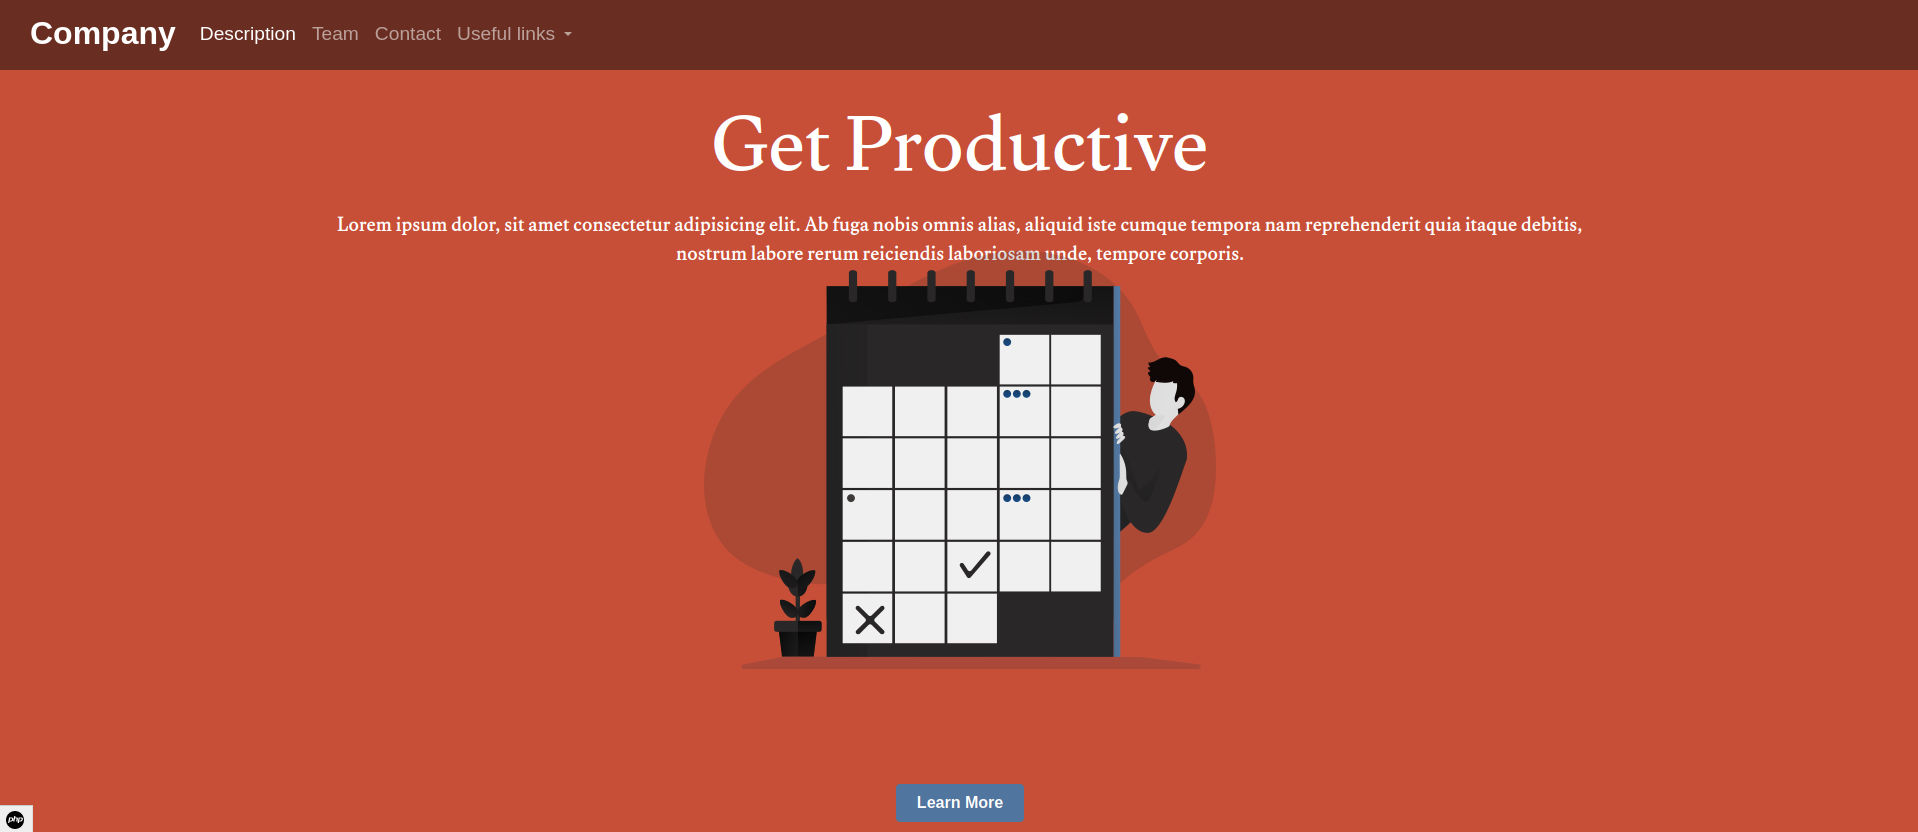 Company Description Team Contact Useful links
Get Productive
Lorem ipsum dolor, sit amet consectetur adipisicing elit. Ab fuga nobis omnis alias, aliquid iste cumque tempora nam reprehenderit quia itaque debitis,
nostrum labore rerum reiciendis laboriosam unde, tempore corporis.
Learn More
php